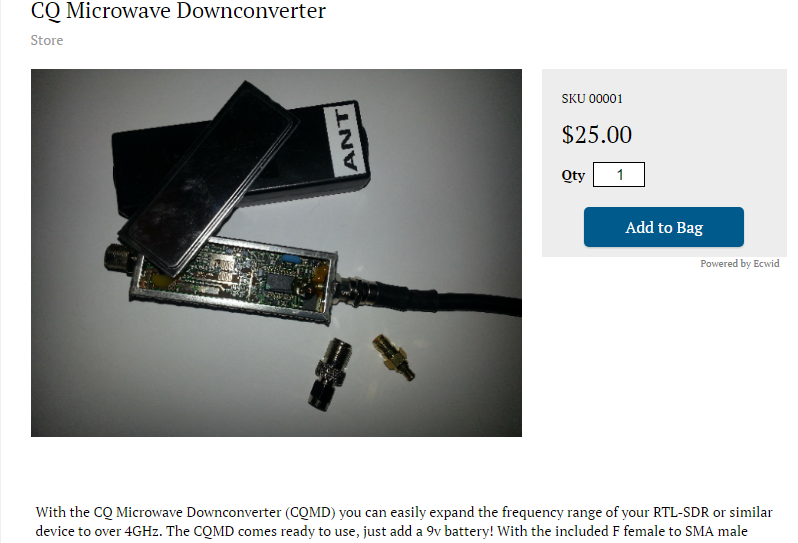 CQ Microwave Downconverter
Store
ANT
SKU 00001
$25.00
Qty 1
Add to Bag
Powered by Ecwid
With the CQ Microwave Downconverter (CQMD) you can easily expand the frequency range of your RTL-SDR or similar
device to over 4GHz. The CQMD comes ready to use, just add a 9v battery! With the included F female to SMA male